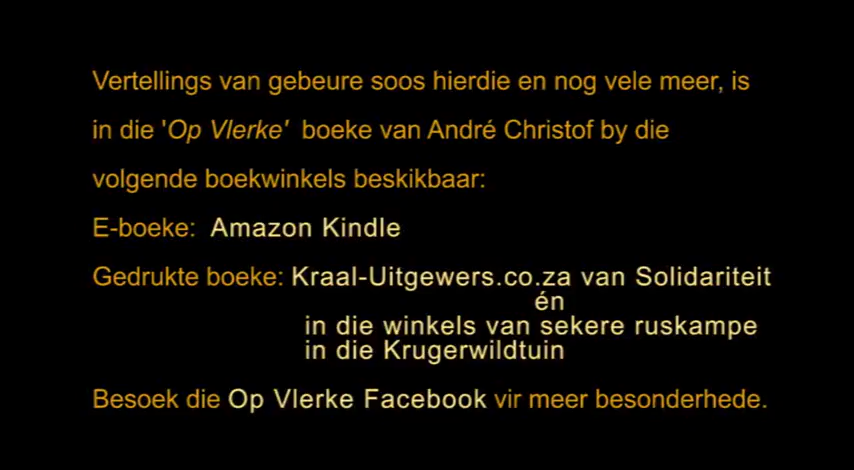 Vertellings van gebeure soos hierdie en nog vele meer, is
in die 'Op Vlerke' boeke van André Christof by die
volgende boekwinkels beskikbaar:
E-boeke: Amazon Kindle
Gedrukte boeke: Kraal-Uitgewers.co.za van Solidariteit
én
in die winkels van sekere ruskampe
in die Krugerwildtuin
Besoek die Op Vlerke Facebook vir meer besonderhede.